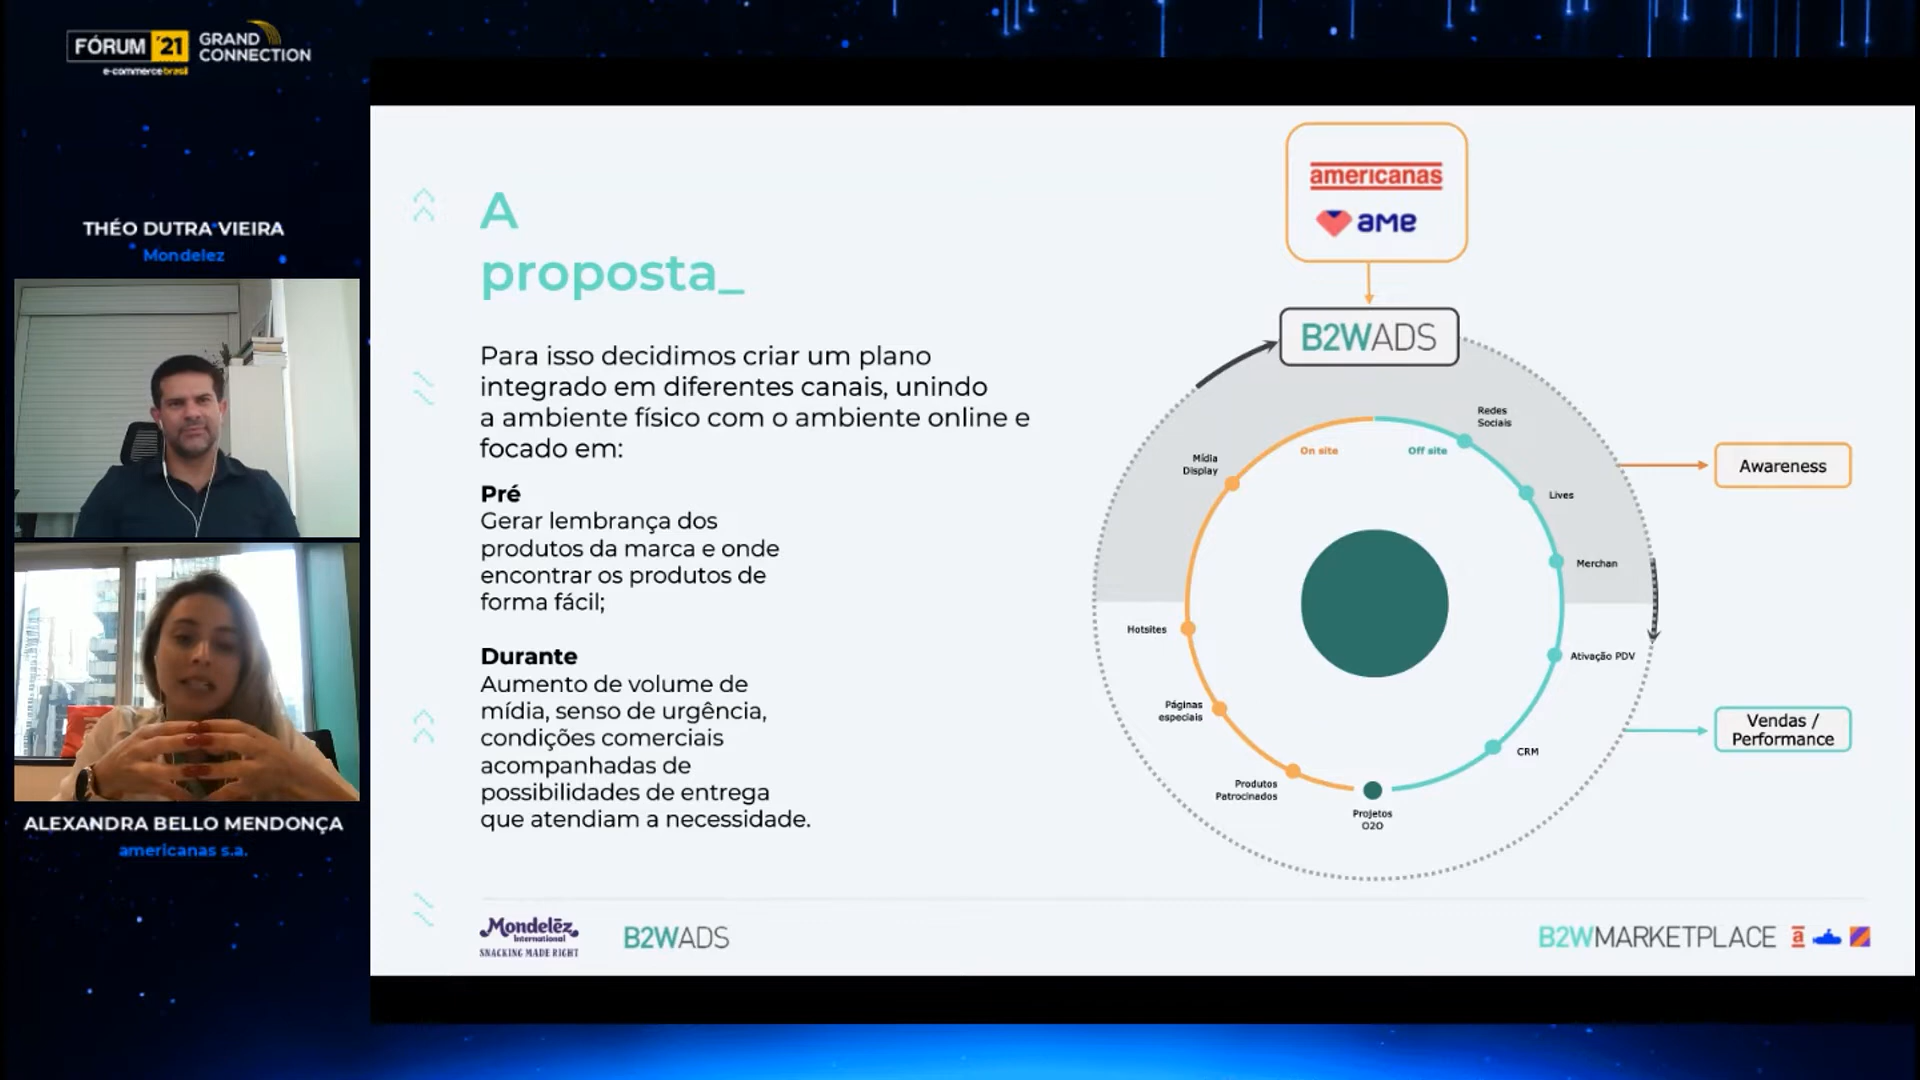 FÓRUM '21 GRAND
CONNECTION
e-commercebrasil
THÉO DUTRA VIEIRA
Mondelez
ALEXANDRA BELLO MENDONÇA
americanas s.a.
A
proposta_
Para isso decidimos criar um plano
integrado em diferentes canais, unindo
a ambiente físico com o ambiente online e
focado em:
Pré
Gerar lembrança dos
produtos da marca e onde
encontrar os produtos de
forma fácil;
Durante
Aumento de volume de
mídia, senso de urgência,
condições comerciais
acompanhadas de
possibilidades de entrega
que atendiam a necessidade.
americanas
ame
B2WADS
On site
Off site
Redes
Sociais
Lives
Merchan
Ativação PDV
CRM
Projetos
O2O
Produtos
Patrocinados
Páginas
especiais
Hotsites
Mídia
Display
Awareness
Vendas /
Performance
Mondelēz
International
SNACKING MADE RIGHT
B2WADS
B2WMARKETPLACE a